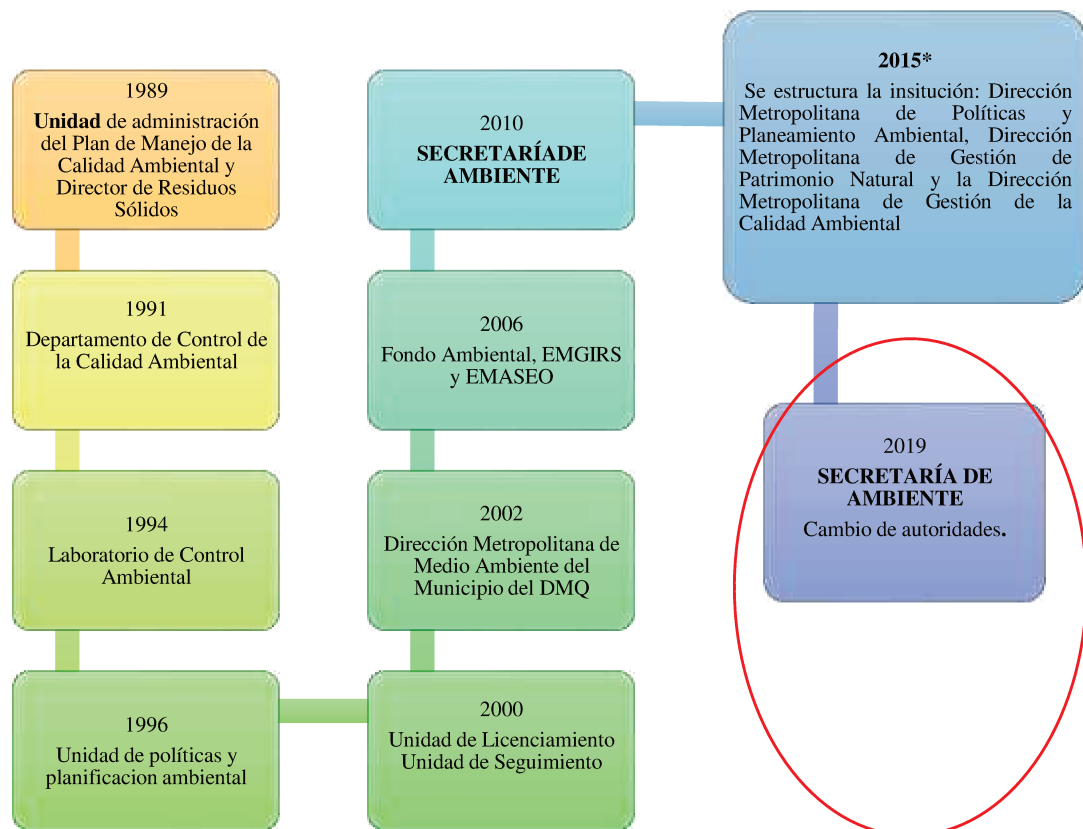 1989
Unidad de administración
del Plan de Manejo de la
Calidad Ambiental y
Director de Residuos
Sólidos
1991
Departamento de Control de
la Calidad Ambiental
1994
Laboratorio de Control
Ambiental
1996
Unidad de políticas y
planificacion ambiental
2000
Unidad de Licenciamiento
Unidad de Seguimiento
2002
Dirección Metropolitana de
Medio Ambiente del
Municipio del DMQ
2006
Fondo Ambiental, EMGIRS
y EMASEO
2010
SECRETARÍADE
AMBIENTE
2015*
Se estructura la insitución: Dirección
Metropolitana de Políticas y
Planeamiento Ambiental, Dirección
Metropolitana de Gestión de
Patrimonio Natural y la Dirección
Metropolitana de Gestión de la
Calidad Ambiental
2019
SECRETARÍA DE
AMBIENTE
Cambio de autoridades.